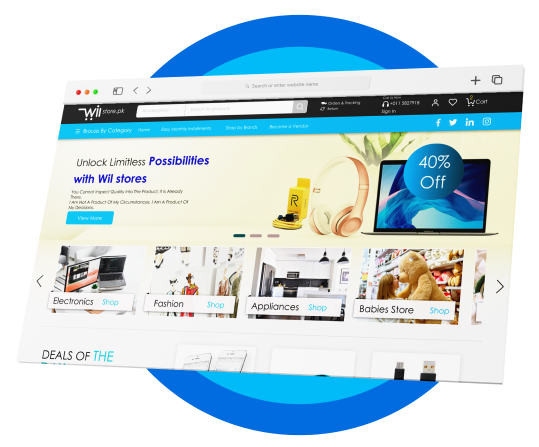 Search or enter website name
Wii store.pk
Orders & Tracking
Return
+011 5827918
Sign In
Cart
Browse By Category
Home
Easy Monthly Installments
Shop by Brands
Become a Vendor
Unlock Limitless Possibilities
with Wil stores
You Cannot Inspect Quality Into The Product; It Is Already
There.
I Am Not A Product Of My Circumstances. I Am A Product Of
My Decisions.
View More
R
40%
Off
Electronics Shop
Fashion Shop
Appliances Shop
Babies Store Shop
DEALS OF THE